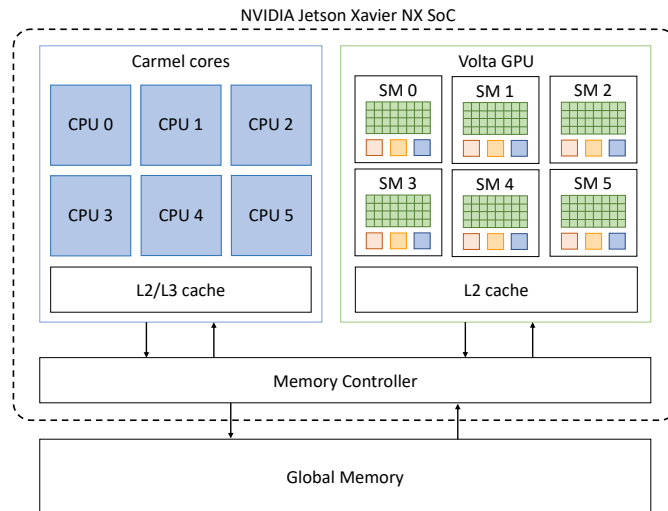 NVIDIA Jetson Xavier NX SoC
Carmel cores
Volta GPU
CPU 0
CPU 1
CPU 2
SM 0
SM 1
SM 2
CPU 3
CPU 4
CPU 5
SM 3
SM 4
SM 5
L2/L3 cache
L2 cache
Memory Controller
Global Memory